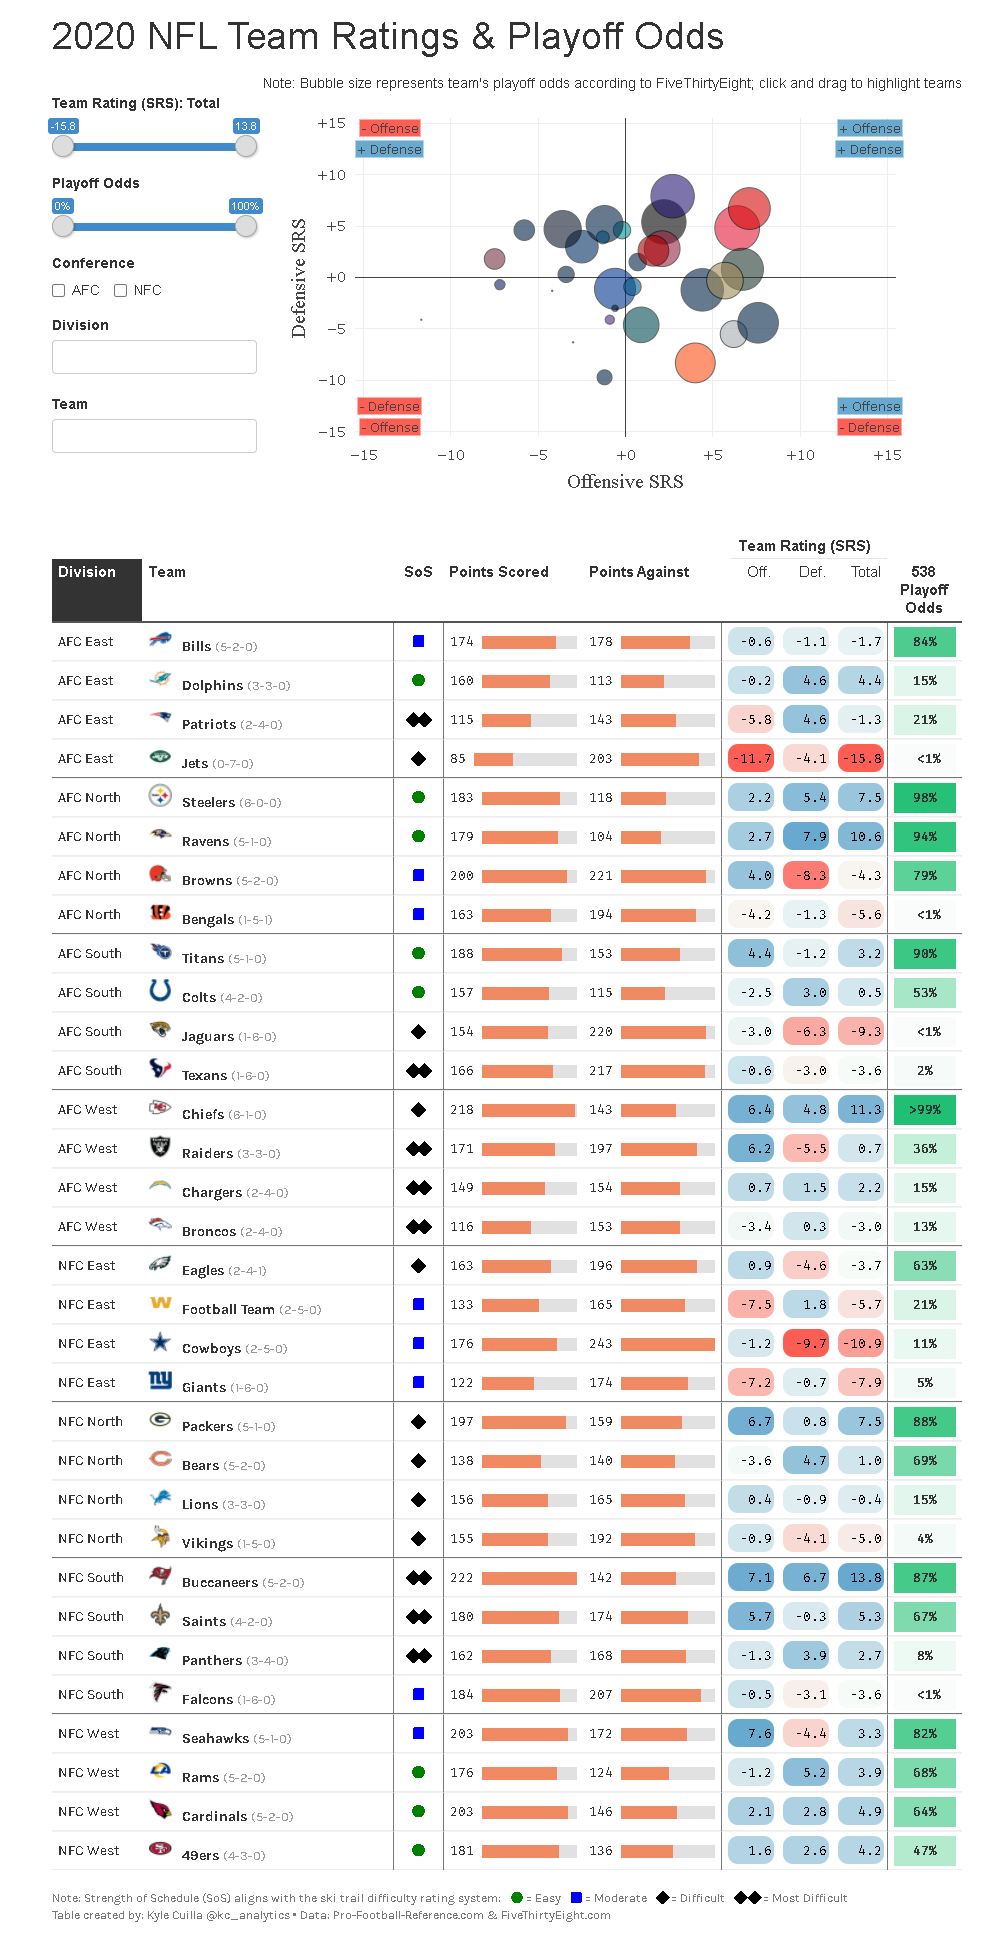 2020 NFL Team Ratings & Playoff Odds
Note: Bubble size represents team's playoff odds according to FiveThirtyEight; click and drag to highlight teams
Team Rating (SRS): Total
-15.8 13.8
Playoff Odds
0% 100%
Conference
AFC NFC
Division
Team
- Offense
+ Defense
+ Offense
+ Defense
- Defense
- Offense
+ Offense
- Defense
+15
+10
+5
+0
−5
−10
−15
Defensive SRS
−15 −10 −5 +0 +5 +10 +15
Offensive SRS
Team Rating (SRS)
Division Team SoS Points Scored Points Against Off. Def. Total 538 Playoff Odds
AFC East Bills (5-2-0) 174 178 -0.6 -1.1 -1.7 84%
AFC East Dolphins (3-3-0) 160 113 -0.2 4.6 4.4 15%
AFC East Patriots (2-4-0) 115 143 -5.8 4.6 -1.3 21%
AFC East Jets (0-7-0) 85 203 -11.7 -4.1 -15.8 <1%
AFC North Steelers (6-0-0) 183 118 2.2 5.4 7.5 98%
AFC North Ravens (5-1-0) 179 104 2.7 7.9 10.6 94%
AFC North Browns (5-2-0) 200 221 4.0 -8.3 -4.3 79%
AFC North Bengals (1-5-1) 163 194 -4.2 -1.3 -5.6 <1%
AFC South Titans (5-1-0) 188 153 4.4 -1.2 3.2 90%
AFC South Colts (4-2-0) 157 115 -2.5 3.0 0.5 53%
AFC South Jaguars (1-6-0) 154 220 -3.0 -6.3 -9.3 <1%
AFC South Texans (1-6-0) 166 217 -0.6 -3.0 -3.6 2%
AFC West Chiefs (6-1-0) 218 143 6.4 4.8 11.3 >99%
AFC West Raiders (3-3-0) 171 197 6.2 -5.5 0.7 36%
AFC West Chargers (2-4-0) 149 154 0.7 1.5 2.2 15%
AFC West Broncos (2-4-0) 116 153 -3.4 0.3 -3.0 13%
NFC East Eagles (2-4-1) 163 196 0.9 -4.6 -3.7 63%
NFC East Football Team (2-5-0) 133 165 -7.5 1.8 -5.7 21%
NFC East Cowboys (2-5-0) 176 243 -1.2 -9.7 -10.9 11%
NFC East Giants (1-6-0) 122 174 -7.2 -0.7 -7.9 5%
NFC North Packers (5-1-0) 197 159 6.7 0.8 7.5 88%
NFC North Bears (5-2-0) 138 140 -3.6 4.7 1.0 69%
NFC North Lions (3-3-0) 156 165 0.4 -0.9 -0.4 15%
NFC North Vikings (1-5-0) 155 192 -0.9 -4.1 -5.0 4%
NFC South Buccaneers (5-2-0) 222 142 7.1 6.7 13.8 87%
NFC South Saints (4-2-0) 180 174 5.7 -0.3 5.3 67%
NFC South Panthers (3-4-0) 162 168 -1.3 3.9 2.7 8%
NFC South Falcons (1-6-0) 184 207 -0.5 -3.1 -3.6 <1%
NFC West Seahawks (5-1-0) 203 172 7.6 -4.4 3.3 82%
NFC West Rams (5-2-0) 176 124 -1.2 5.2 3.9 68%
NFC West Cardinals (5-2-0) 203 146 2.1 2.8 4.9 64%
NFC West 49ers (4-3-0) 181 136 1.6 2.6 4.2 47%
Note: Strength of Schedule (SoS) aligns with the ski trail difficulty rating system: = Easy = Moderate = Difficult = Most Difficult
Table created by: Kyle Cuilla @kc_analytics • Data: Pro-Football-Reference.com & FiveThirtyEight.com